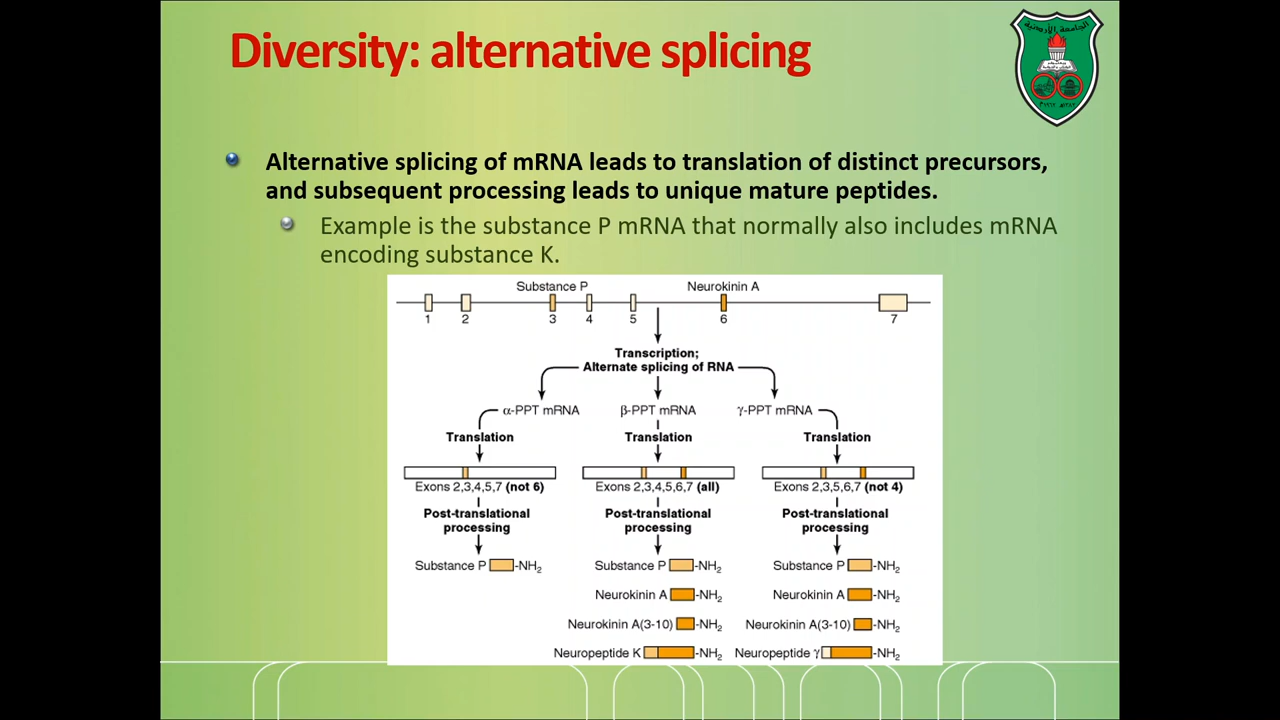 Diversity: alternative splicing
الجامعة الأردنية
Alternative splicing of mRNA leads to translation of distinct precursors,
and subsequent processing leads to unique mature peptides.
Example is the substance P mRNA that normally also includes mRNA
encoding substance K.
Substance P Neurokinin A
1 2 3 4 5 6 7
Transcription;
Alternate splicing of RNA
α-PPT mRNA β-PPT mRNA γ-PPT mRNA
Translation Translation Translation
Exons 2,3,4,5,7 (not 6) Exons 2,3,4,5,6,7 (all) Exons 2,3,5,6,7 (not 4)
Post-translational Post-translational Post-translational
processing processing processing
Substance P -NH₂ Substance P -NH₂ Substance P -NH₂
Neurokinin A -NH₂ Neurokinin A -NH₂
Neurokinin A(3-10) -NH₂ Neurokinin A(3-10) -NH₂
Neuropeptide K -NH₂ Neuropeptide γ -NH₂